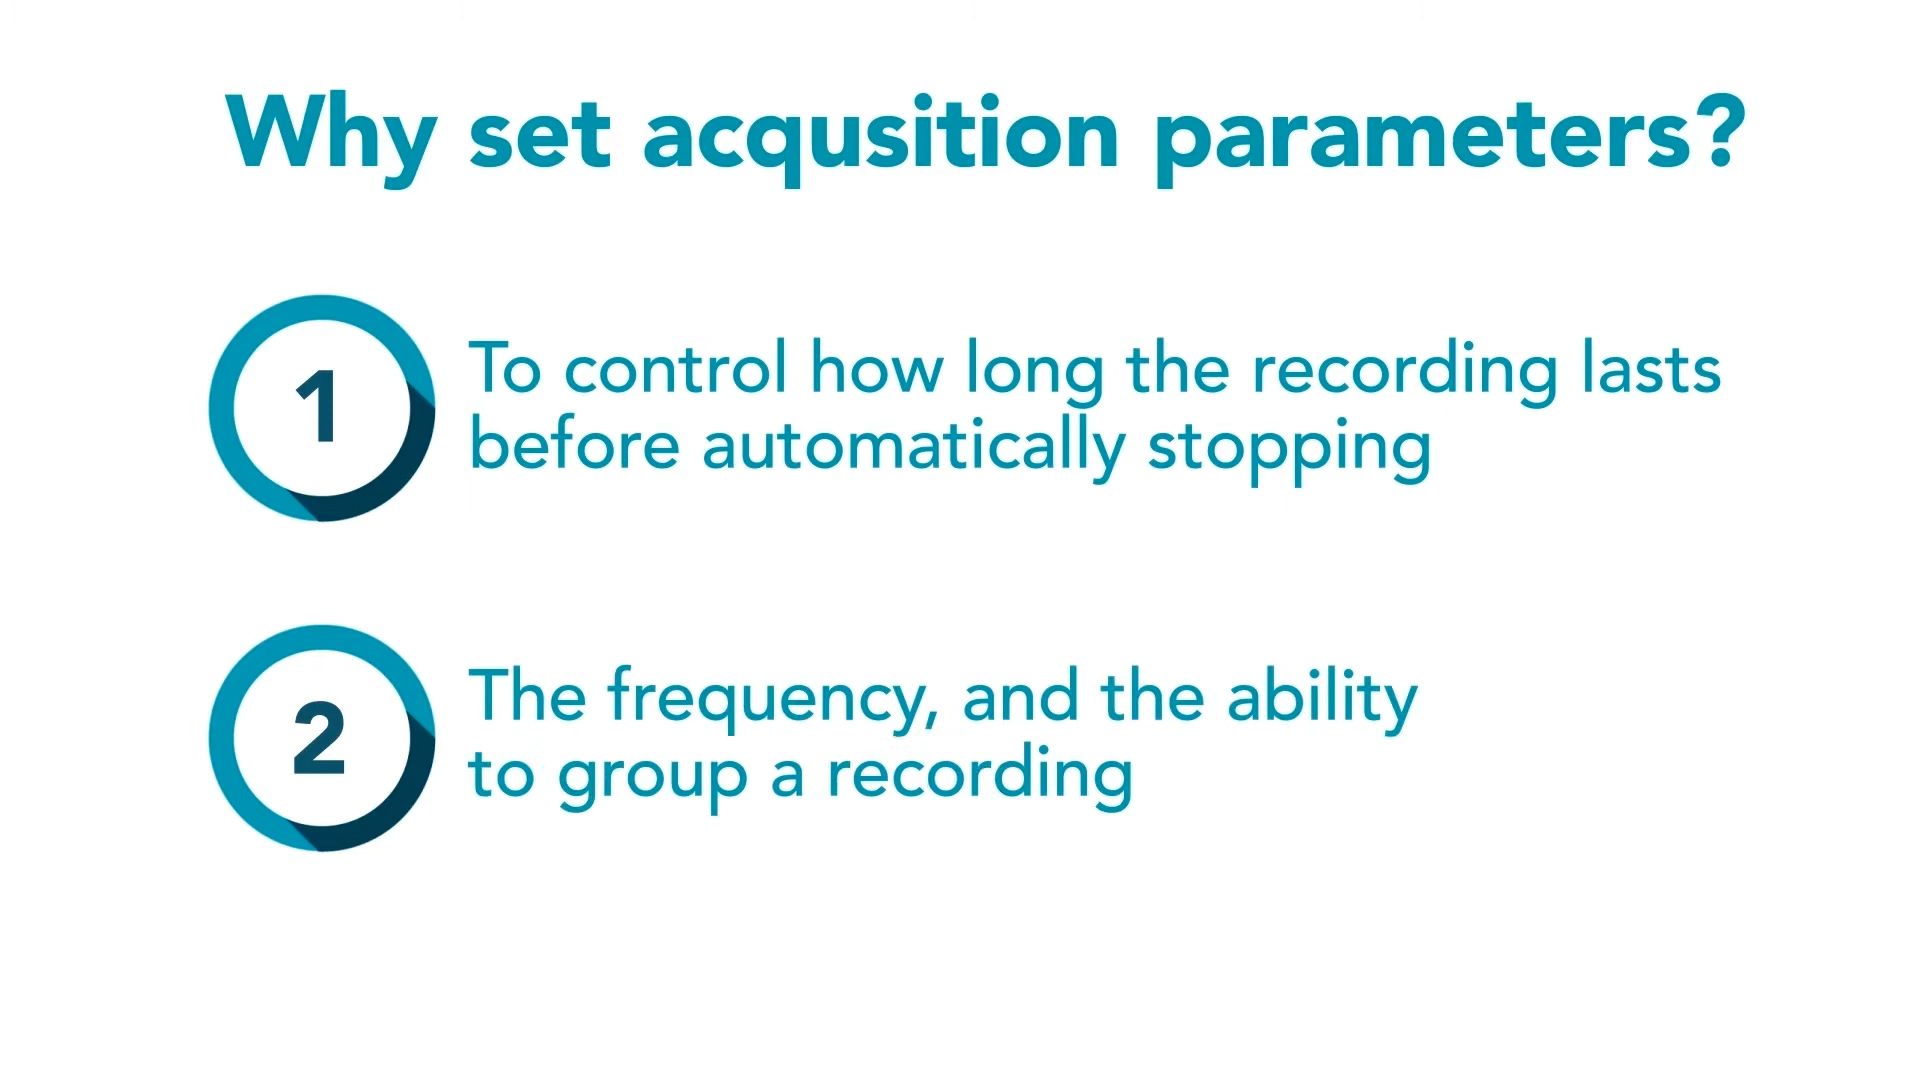 Why set acqusition parameters?
1
To control how long the recording lasts
before automatically stopping
2
The frequency, and the ability
to group a recording